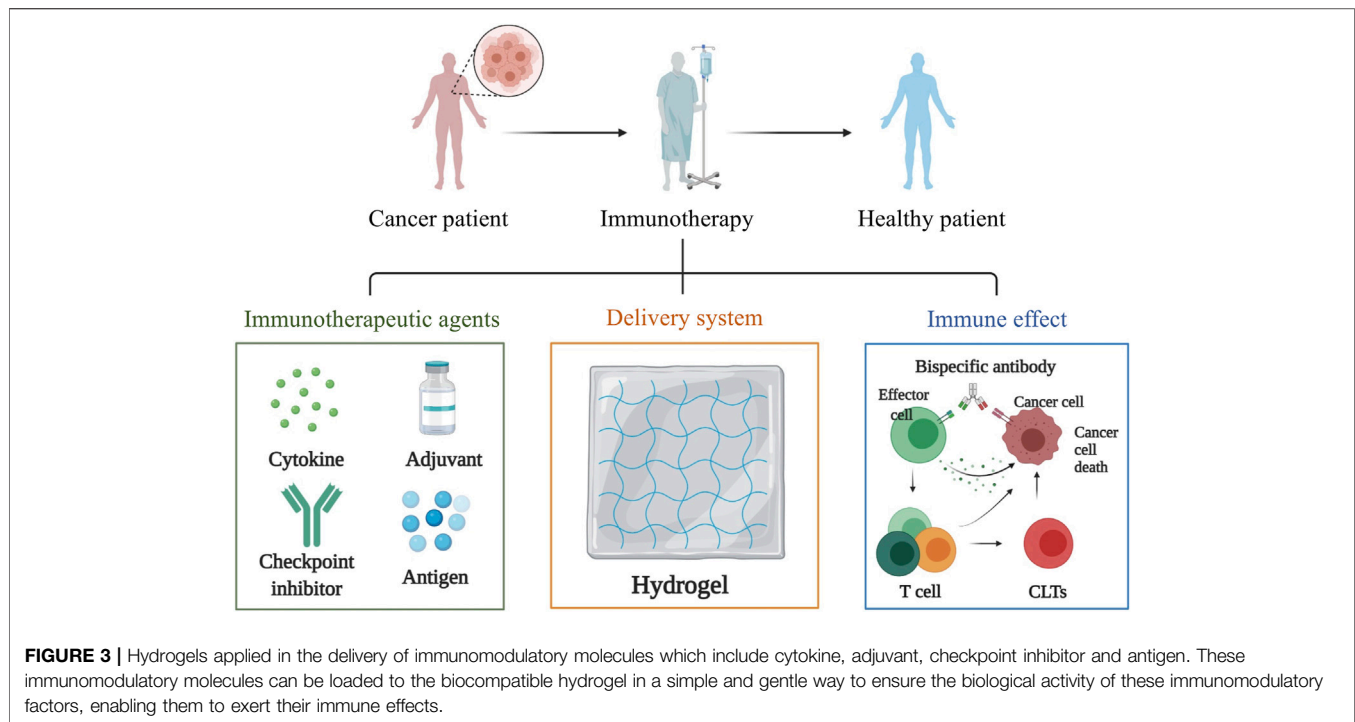 Cancer patient
Immunotherapy
Healthy patient
Immunotherapeutic agents
Delivery system
Immune effect
Cytokine
Adjuvant
Checkpoint
inhibitor
Antigen
Hydrogel
Bispecific antibody
Effector
cell
Cancer cell
Cancer
cell
death
T cell
CLTs
FIGURE 3 | Hydrogels applied in the delivery of immunomodulatory molecules which include cytokine, adjuvant, checkpoint inhibitor and antigen. These
immunomodulatory molecules can be loaded to the biocompatible hydrogel in a simple and gentle way to ensure the biological activity of these immunomodulatory
factors, enabling them to exert their immune effects.